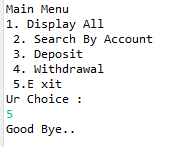 Main Menu
1. Display All
 2. Search By Account
 3. Deposit
 4. Withdrawal
 5.E xit
Ur Choice :
5
Good Bye..